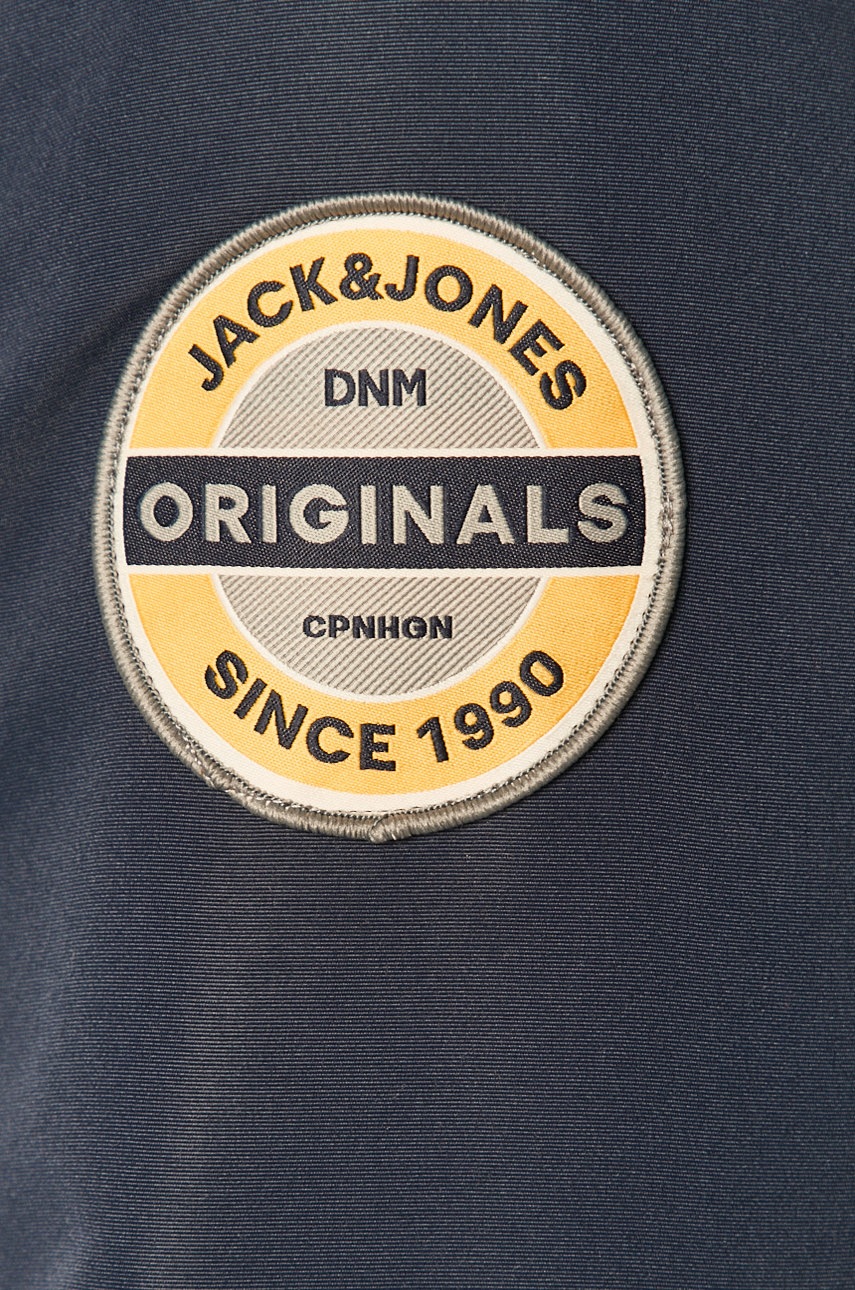 JACK&JONES
DNM
ORIGINALS
CPNHGN
SINCE 1990